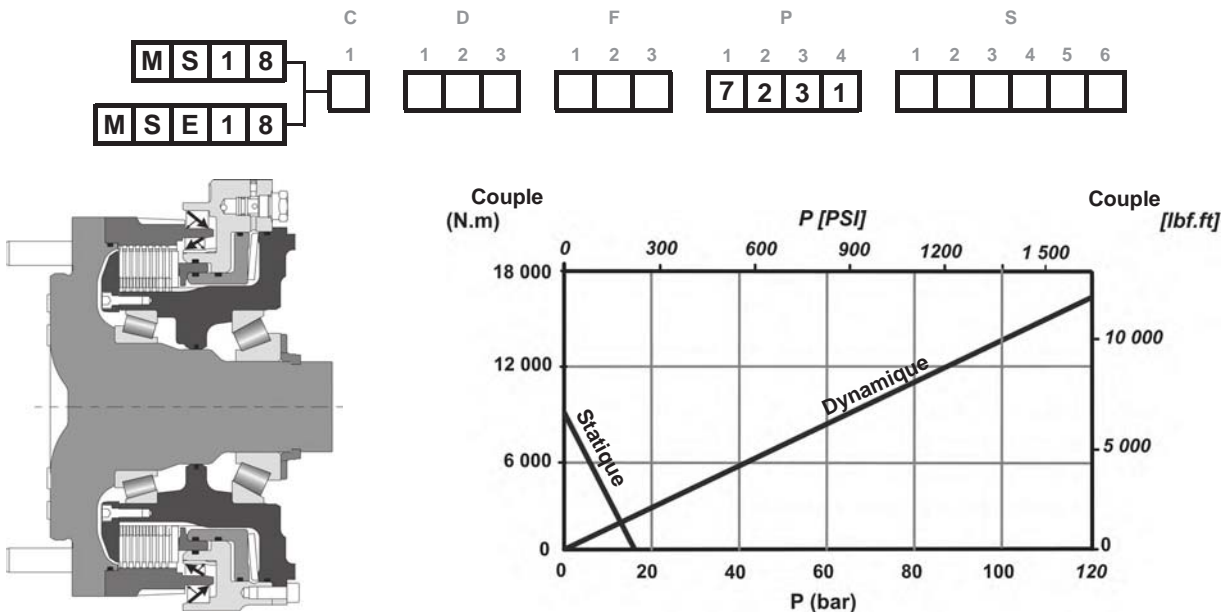 C D F P S
1 1 2 3 1 2 3 1 2 3 4 1 2 3 4 5 6
M S 1 8
7 2 3 1
M S E 1 8
Couple
(N.m)
P [PSI]
Couple
[lbf.ft]
0 300 600 900 1200 1 500
18 000
12 000
6 000
0
10 000
5 000
0
Statique
Dynamique
0 20 40 60 80 100 120
P (bar)